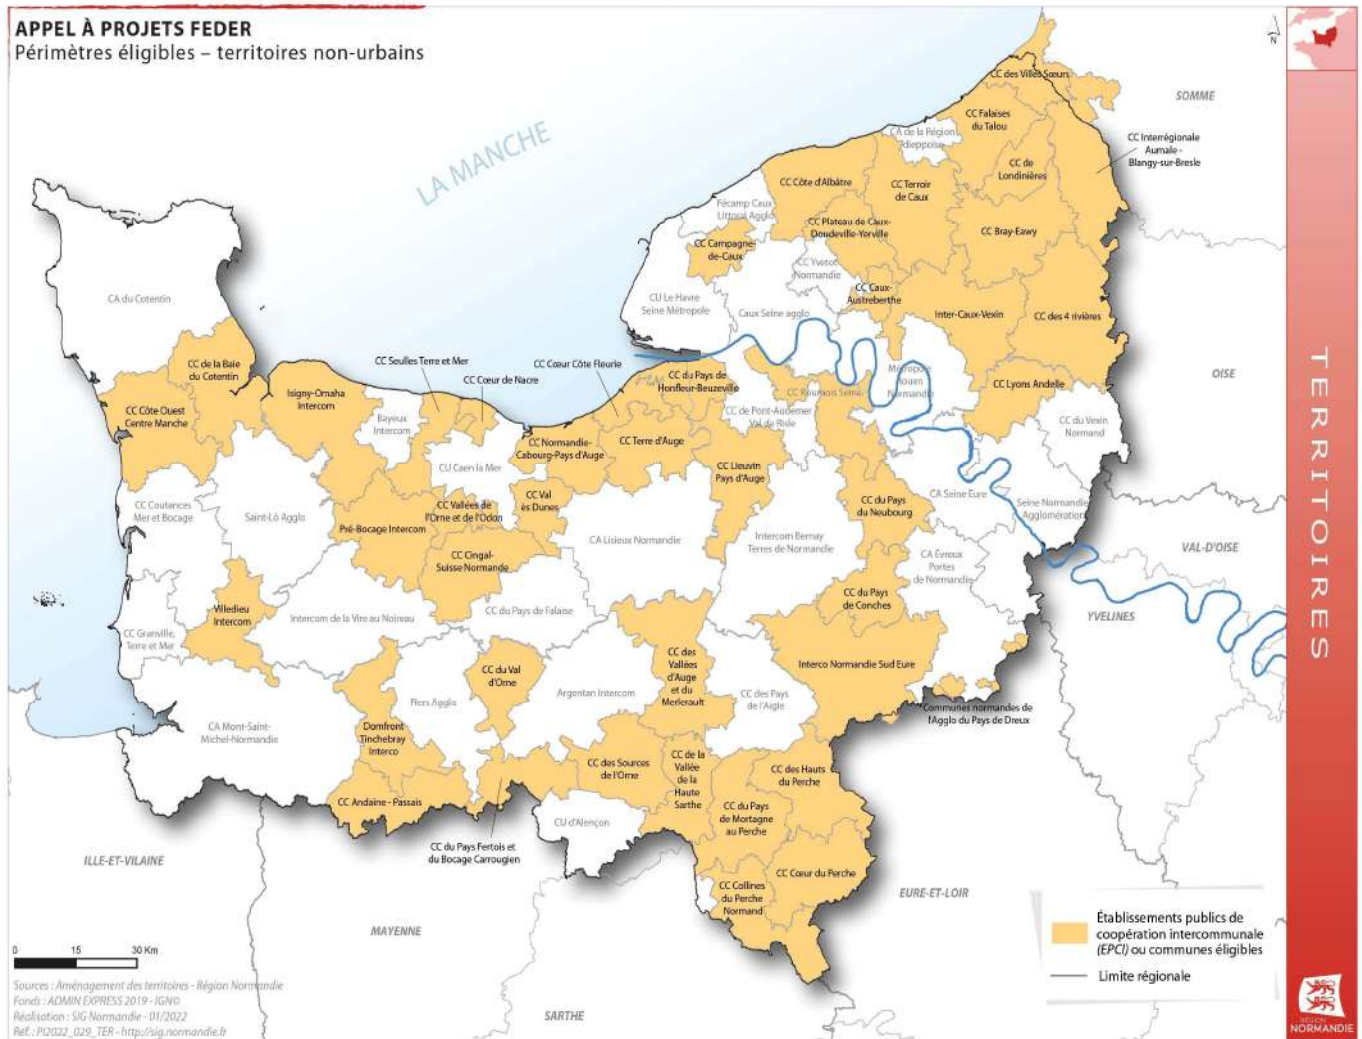 APPEL À PROJETS FEDER
Périmètres éligibles – territoires non-urbains
N
LA MANCHE
SOMME
OISE
VAL-D'OISE
YVELINES
EURE-ET-LOIR
SARTHE
MAYENNE
ILLE-ET-VILAINE
CC des Villes Sœurs
CC Falaises
du Talou
CA de la Région
Dieppoise
CC Interrégionale
Aumale -
Blangy-sur-Bresle
CC de
Londinières
CC Côte d'Albâtre
CC Terroir
de Caux
Fécamp Caux
Littoral Agglo
CC Plateau de Caux-
Doudeville-Yerville
CC Bray-Eawy
CC Campagne-
de-Caux
CC Yvetot
Normandie
CC Caux-
Austreberthe
CA du Cotentin
CU Le Havre
Seine Métropole
Caux Seine agglo
Inter-Caux-Vexin
CC des 4 rivières
CC de la Baie
du Cotentin
CC Seulles Terre et Mer
CC Cœur de Nacre
CC Cœur Côte Fleurie
CC du Pays de
Honfleur-Beuzeville
CC Roumois Seine
Métropole
Rouen
Normandie
CC Lyons Andelle
CC Côte Ouest
Centre Manche
Isigny-Omaha
Intercom
Bayeux
Intercom
CC de Pont-Audemer
Val de Risle
CC du Vexin
Normand
CU Caen la Mer
CC Normandie-
Cabourg-Pays d'Auge
CC Terre d'Auge
CC Lieuvin
Pays d'Auge
CC Coutances
Mer et Bocage
Saint-Lô Agglo
Pré-Bocage Intercom
CC Vallées de
l'Orne et de l'Odon
CC Val
ès Dunes
CC du Pays
du Neubourg
CA Seine Eure
Seine Normandie
Agglomération
CC Cingal-
Suisse Normande
CA Lisieux Normandie
Intercom Bernay
Terres de Normandie
CA Évreux
Portes
de Normandie
CC du Pays
de Conches
Villedieu
Intercom
Intercom de la Vire au Noireau
CC du Pays de Falaise
CC Granville,
Terre et Mer
CC du Val
d'Orne
CC des
Vallées
d'Auge
et du
Merlerault
Interco Normandie Sud Eure
Argentan Intercom
Flers Agglo
CC des Pays
de l'Aigle
CA Mont-Saint-
Michel-Normandie
Domfront
Tinchebray
Interco
Communes normandes de
l'Agglo du Pays de Dreux
CC des Sources
de l'Orne
CC de la
Vallée
de la
Haute
Sarthe
CC des Hauts
du Perche
CC Andaine - Passais
CU d'Alençon
CC du Pays
de Mortagne
au Perche
CC du Pays Fertois et
du Bocage Carrougien
CC Cœur du Perche
CC Collines
du Perche
Normand
Établissements publics de
coopération intercommunale
(EPCI) ou communes éligibles
Limite régionale
0 15 30 Km
Sources : Aménagement des territoires - Région Normandie
Fonds : ADMIN EXPRESS 2019 - IGN©
Réalisation : SIG Normandie - 01/2022
Réf. : PI2022_029_TER - http://sig.normandie.fr
TERRITOIRES
RÉGION
NORMANDIE